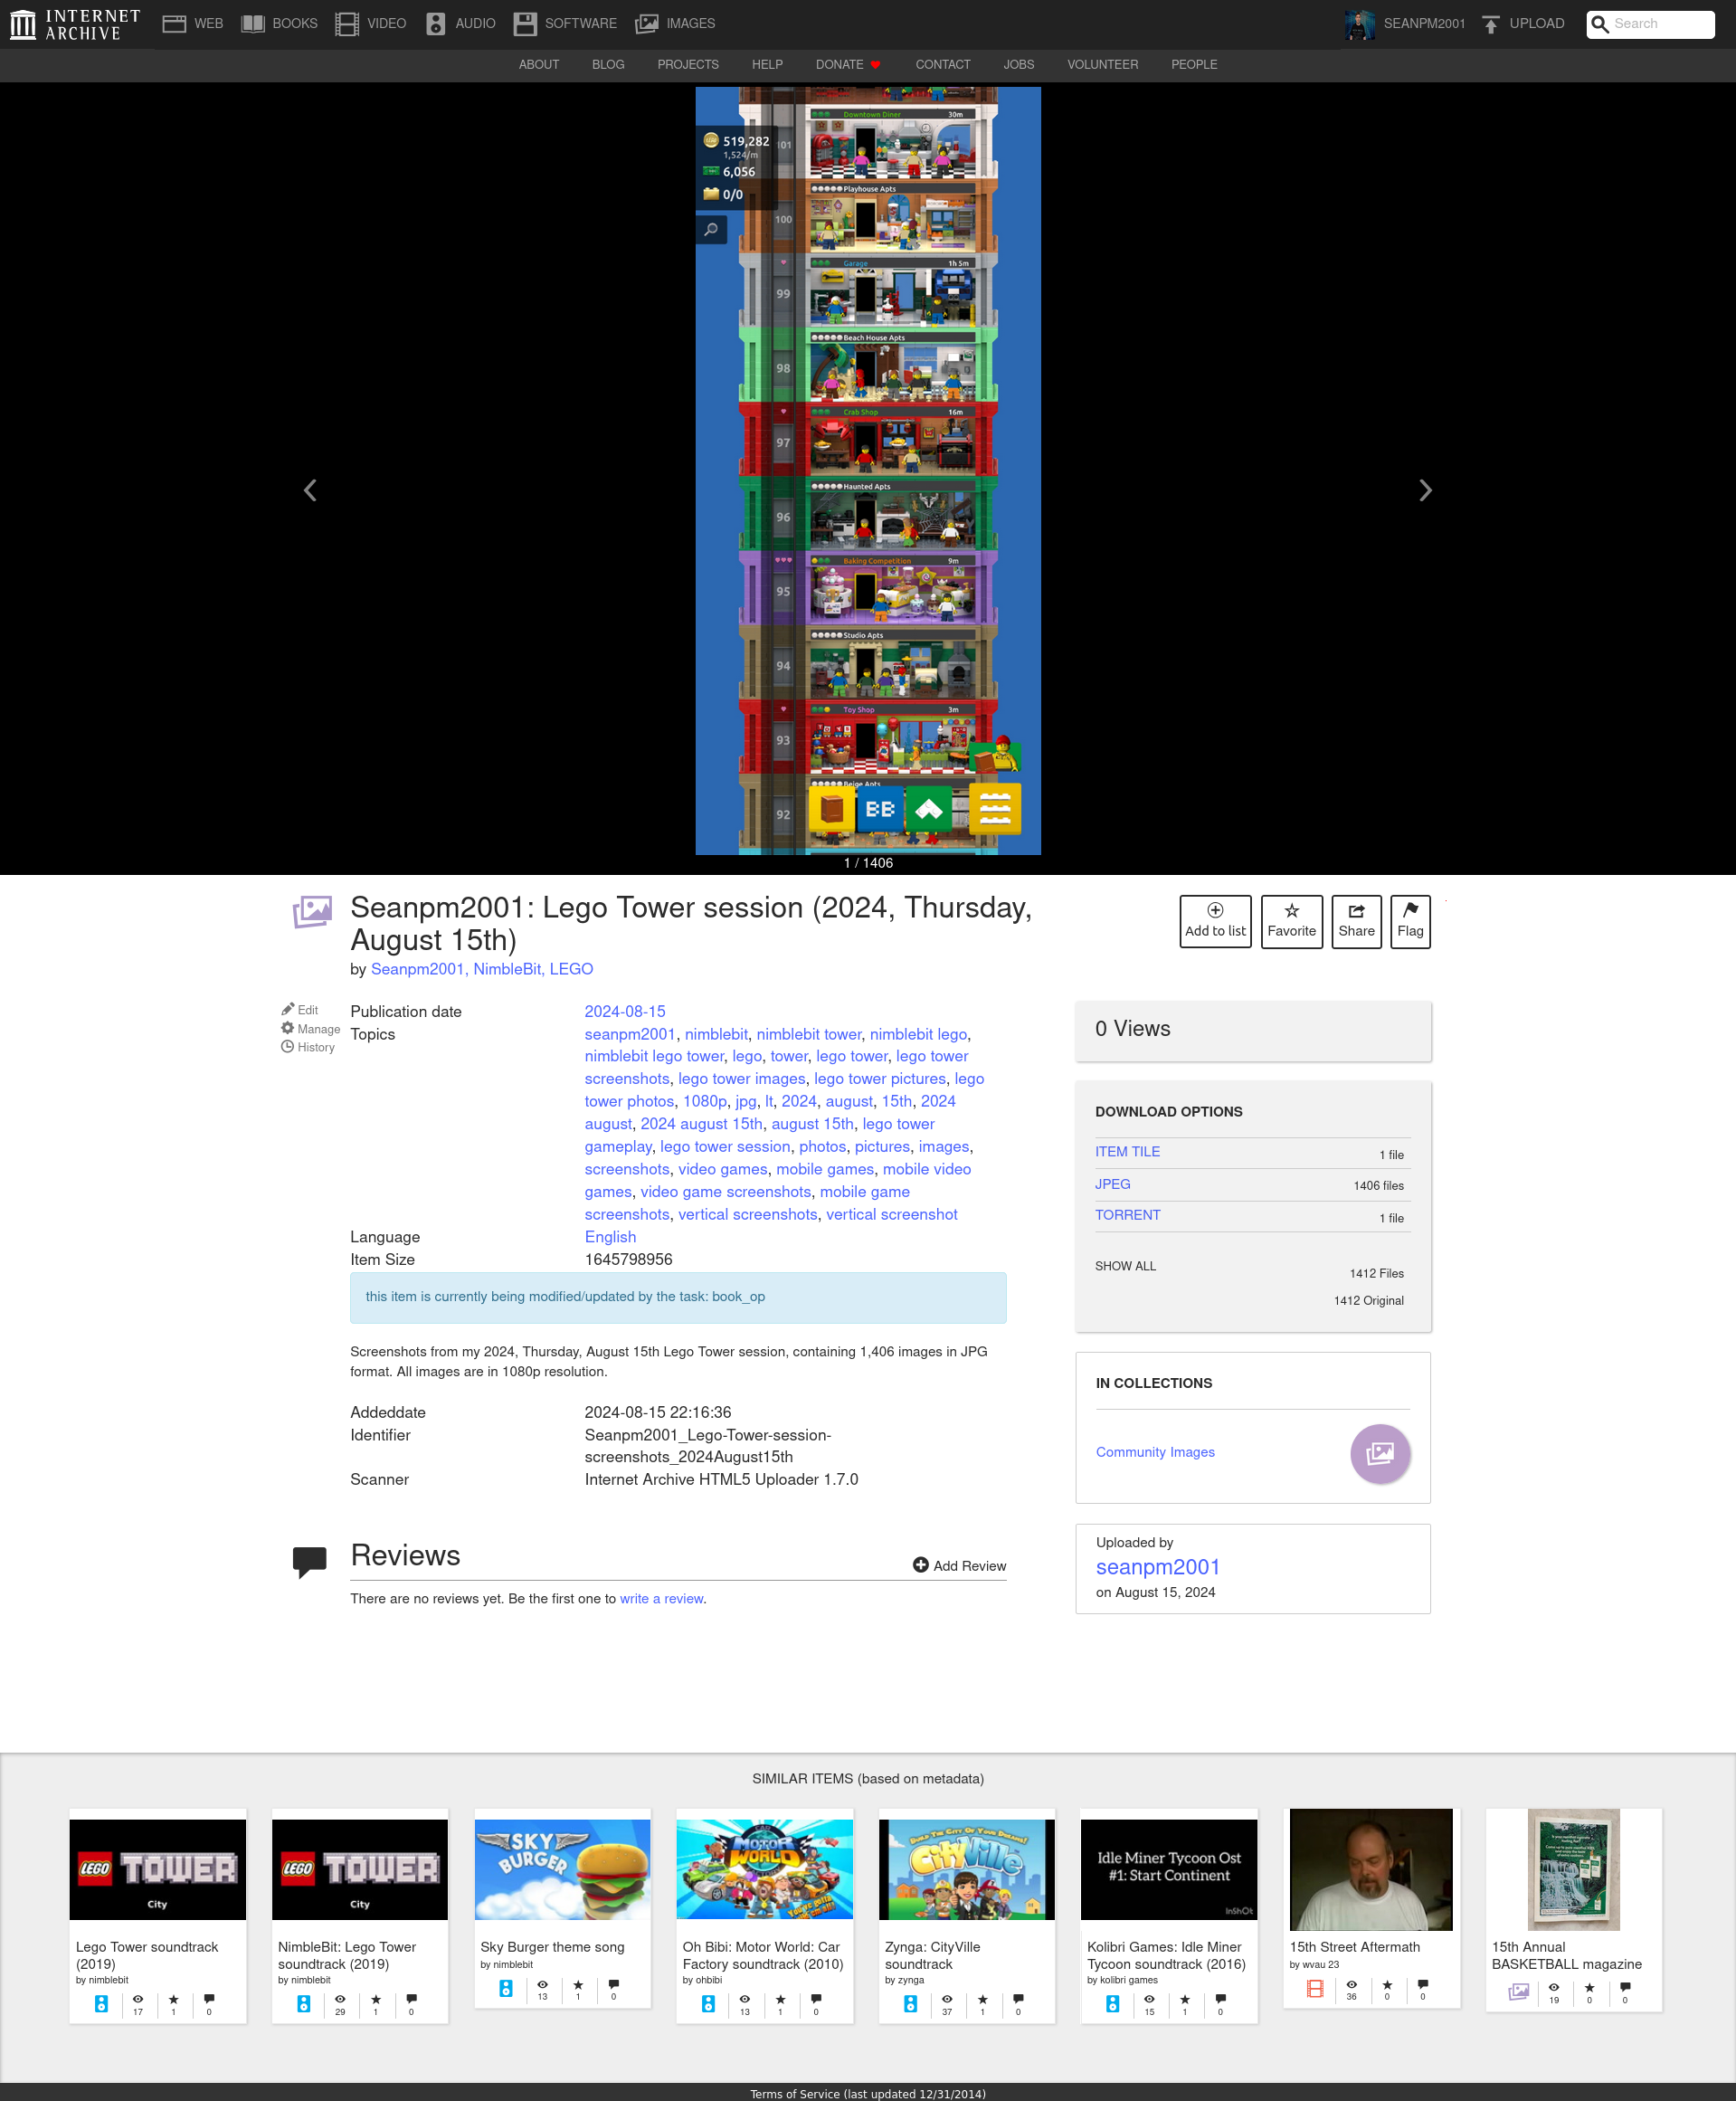 INTERNET ARCHIVE
WEB BOOKS VIDEO AUDIO SOFTWARE IMAGES SEANPM2001 UPLOAD Search
ABOUT BLOG PROJECTS HELP DONATE CONTACT JOBS VOLUNTEER PEOPLE
Downtown Diner 30m
519,282
1,524/m
6,056
0/0
101
Playhouse Apts
100
Garage 1h 5m
99
Beach House Apts
98
Crab Shop 16m
97
Haunted Apts
96
Baking Competition 9m
95
Studio Apts
94
Toy Shop 3m
93
Beige Apts
92
BB
1 / 1406
Seanpm2001: Lego Tower session (2024, Thursday,
August 15th)
by Seanpm2001, NimbleBit, LEGO
Add to list Favorite Share Flag
Edit
Manage
History
Publication date 2024-08-15
Topics seanpm2001, nimblebit, nimblebit tower, nimblebit lego,
nimblebit lego tower, lego, tower, lego tower, lego tower
screenshots, lego tower images, lego tower pictures, lego
tower photos, 1080p, jpg, lt, 2024, august, 15th, 2024
august, 2024 august 15th, august 15th, lego tower
gameplay, lego tower session, photos, pictures, images,
screenshots, video games, mobile games, mobile video
games, video game screenshots, mobile game
screenshots, vertical screenshots, vertical screenshot
Language English
Item Size 1645798956
this item is currently being modified/updated by the task: book_op
Screenshots from my 2024, Thursday, August 15th Lego Tower session, containing 1,406 images in JPG
format. All images are in 1080p resolution.
Addeddate 2024-08-15 22:16:36
Identifier Seanpm2001_Lego-Tower-session-
screenshots_2024August15th
Scanner Internet Archive HTML5 Uploader 1.7.0
Reviews
Add Review
There are no reviews yet. Be the first one to write a review.
0 Views
DOWNLOAD OPTIONS
ITEM TILE 1 file
JPEG 1406 files
TORRENT 1 file
SHOW ALL 1412 Files
1412 Original
IN COLLECTIONS
Community Images
Uploaded by
seanpm2001
on August 15, 2024
SIMILAR ITEMS (based on metadata)
LEGO TOWER
City
Lego Tower soundtrack
(2019)
by nimblebit
17 1 0
LEGO TOWER
City
NimbleBit: Lego Tower
soundtrack (2019)
by nimblebit
29 1 0
SKY
BURGER
Sky Burger theme song
by nimblebit
13 1 0
CAR
MOTOR
WORLD
Oh Bibi: Motor World: Car
Factory soundtrack (2010)
by ohbibi
13 1 0
BUILD THE CITY OF YOUR DREAMS!
CityVille
Zynga: CityVille
soundtrack
by zynga
37 1 0
Idle Miner Tycoon Ost
#1: Start Continent
InShOt
Kolibri Games: Idle Miner
Tycoon soundtrack (2016)
by kolibri games
15 1 0
15th Street Aftermath
by wvau 23
36 0 0
15th Annual
BASKETBALL magazine
19 0 0
Terms of Service (last updated 12/31/2014)